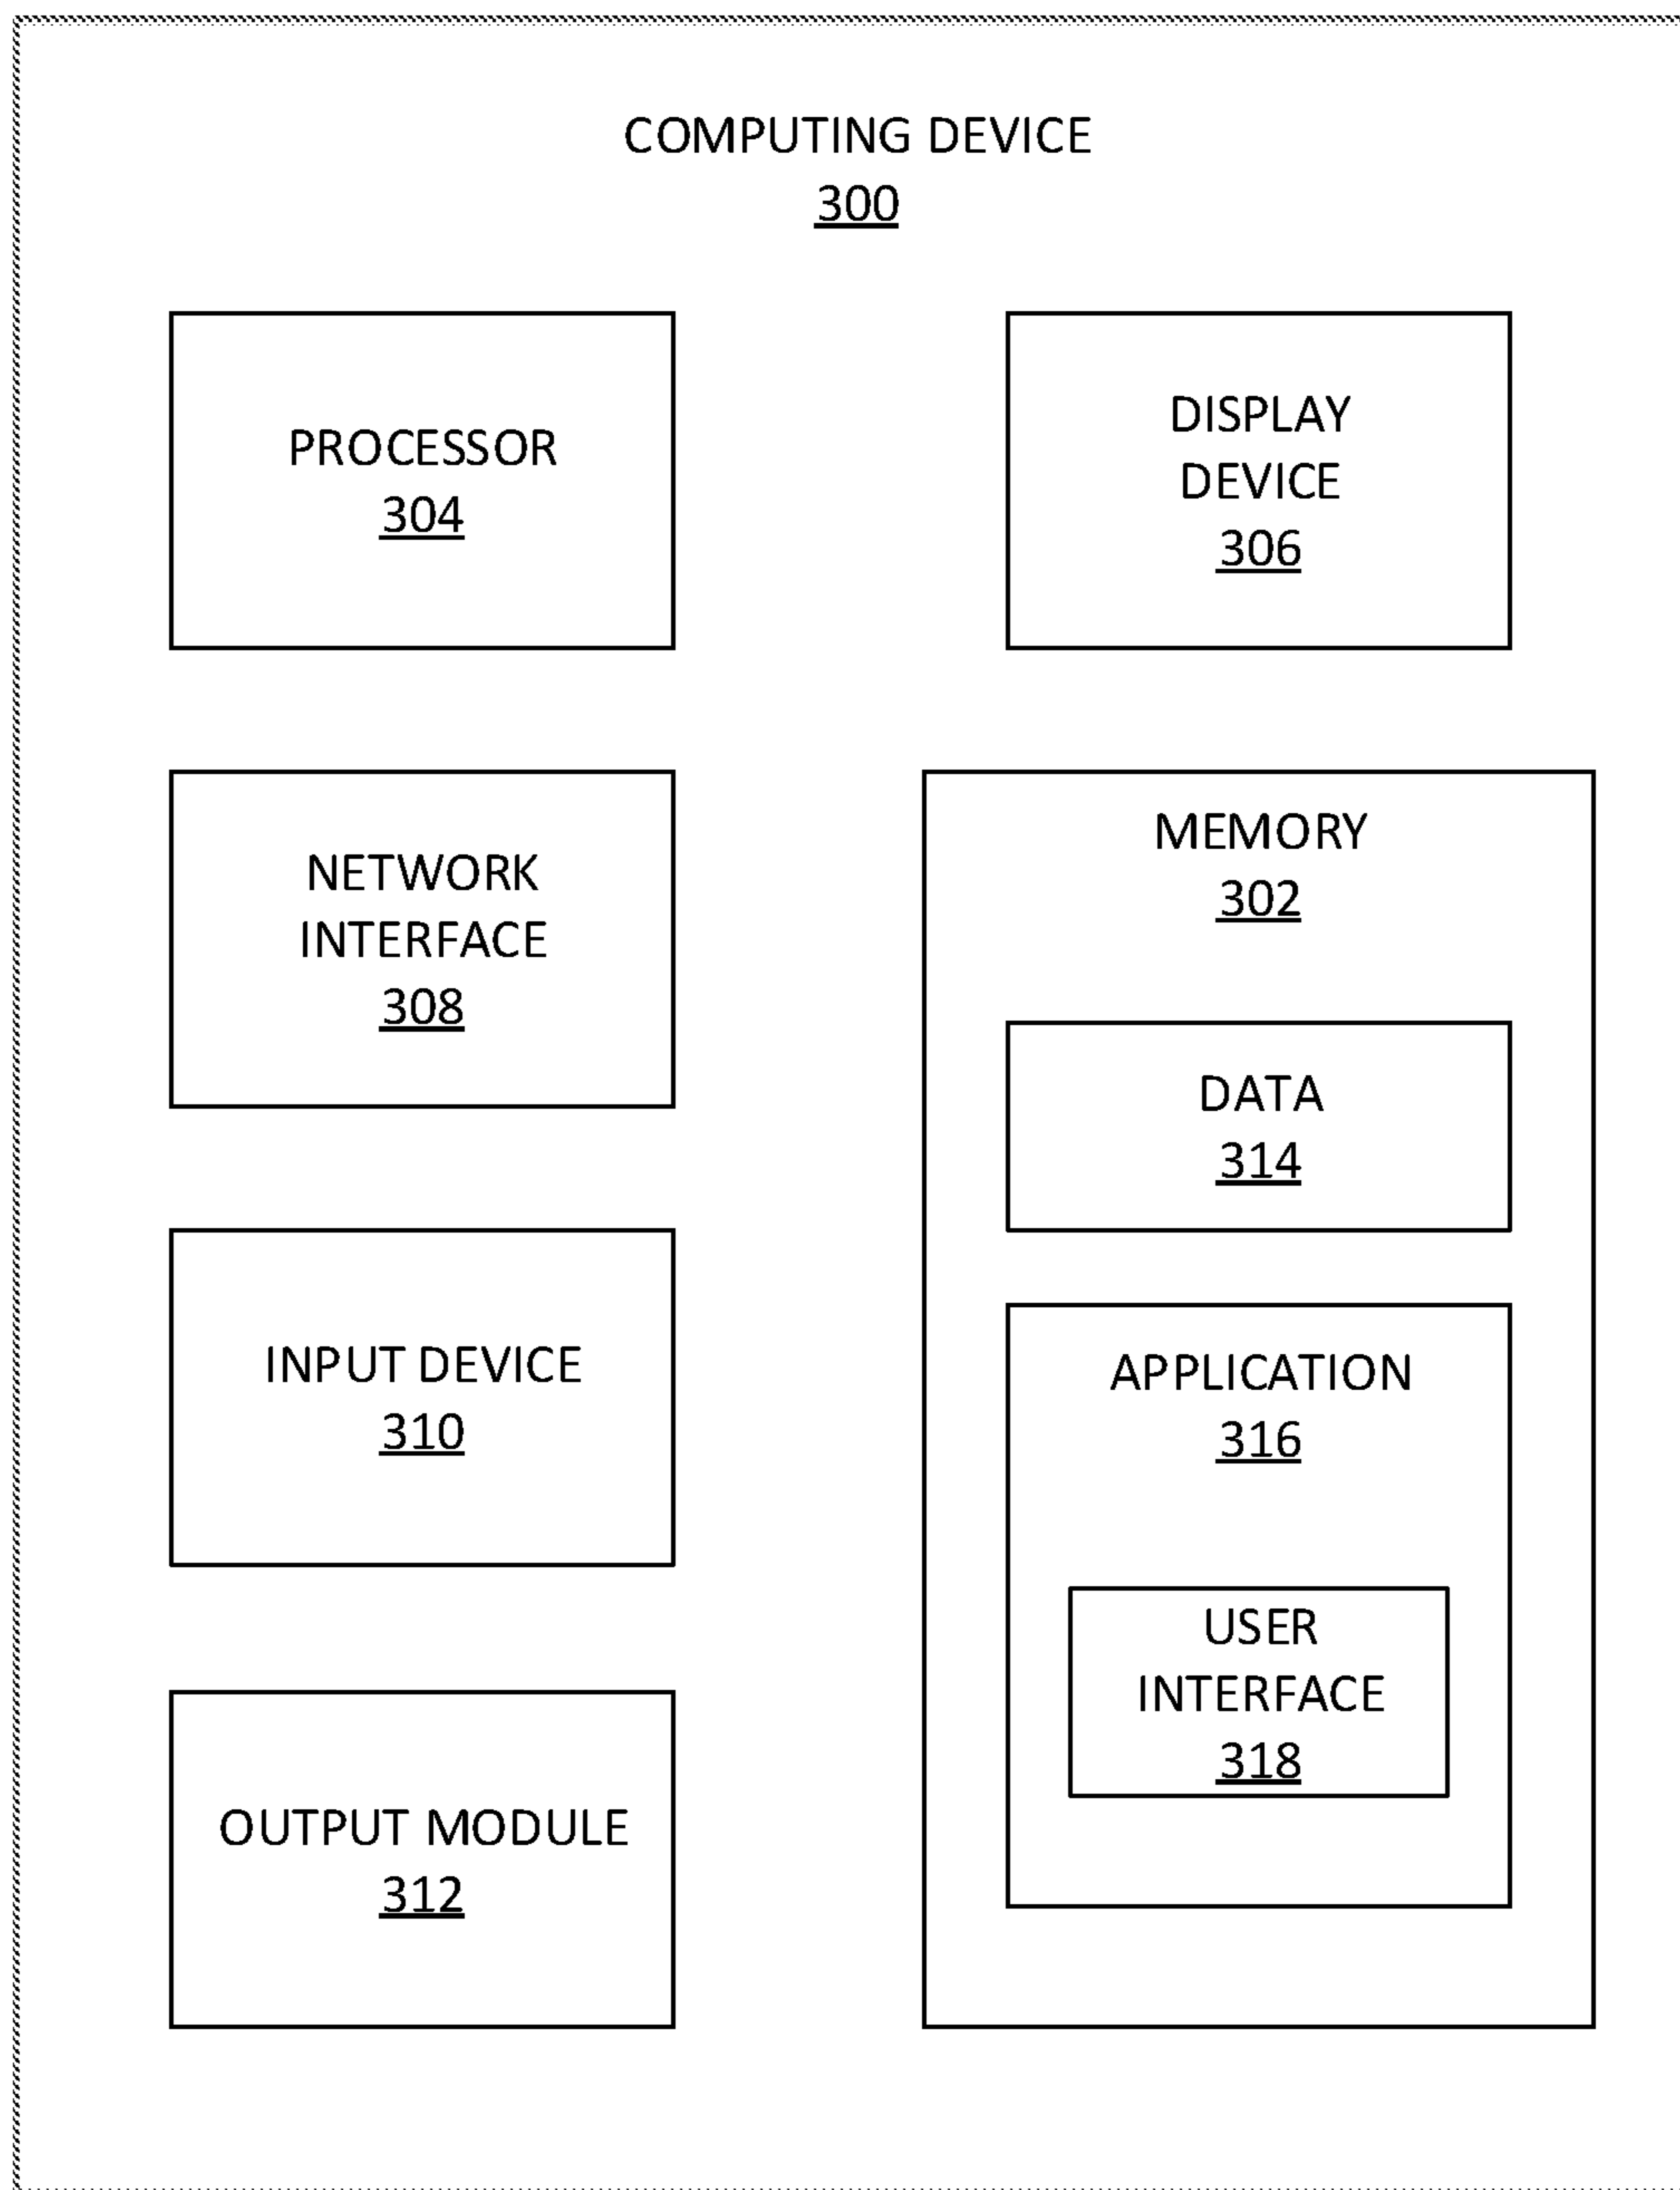 COMPUTING DEVICE
300
PROCESSOR
304
DISPLAY
DEVICE
306
NETWORK
INTERFACE
308
MEMORY
302
DATA
314
INPUT DEVICE
310
APPLICATION
316
USER
INTERFACE
318
OUTPUT MODULE
312